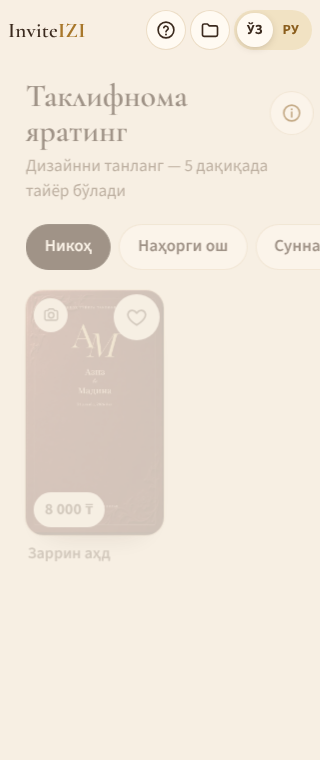 InviteIZI
ЎЗ
РУ
Таклифнома
яратинг
Дизайнни танланг — 5 дақиқада
тайёр бўлади
Никоҳ
Наҳорги ош
Сунна
AM
Азиз
Мадина
8 000 ₸
Заррин аҳд